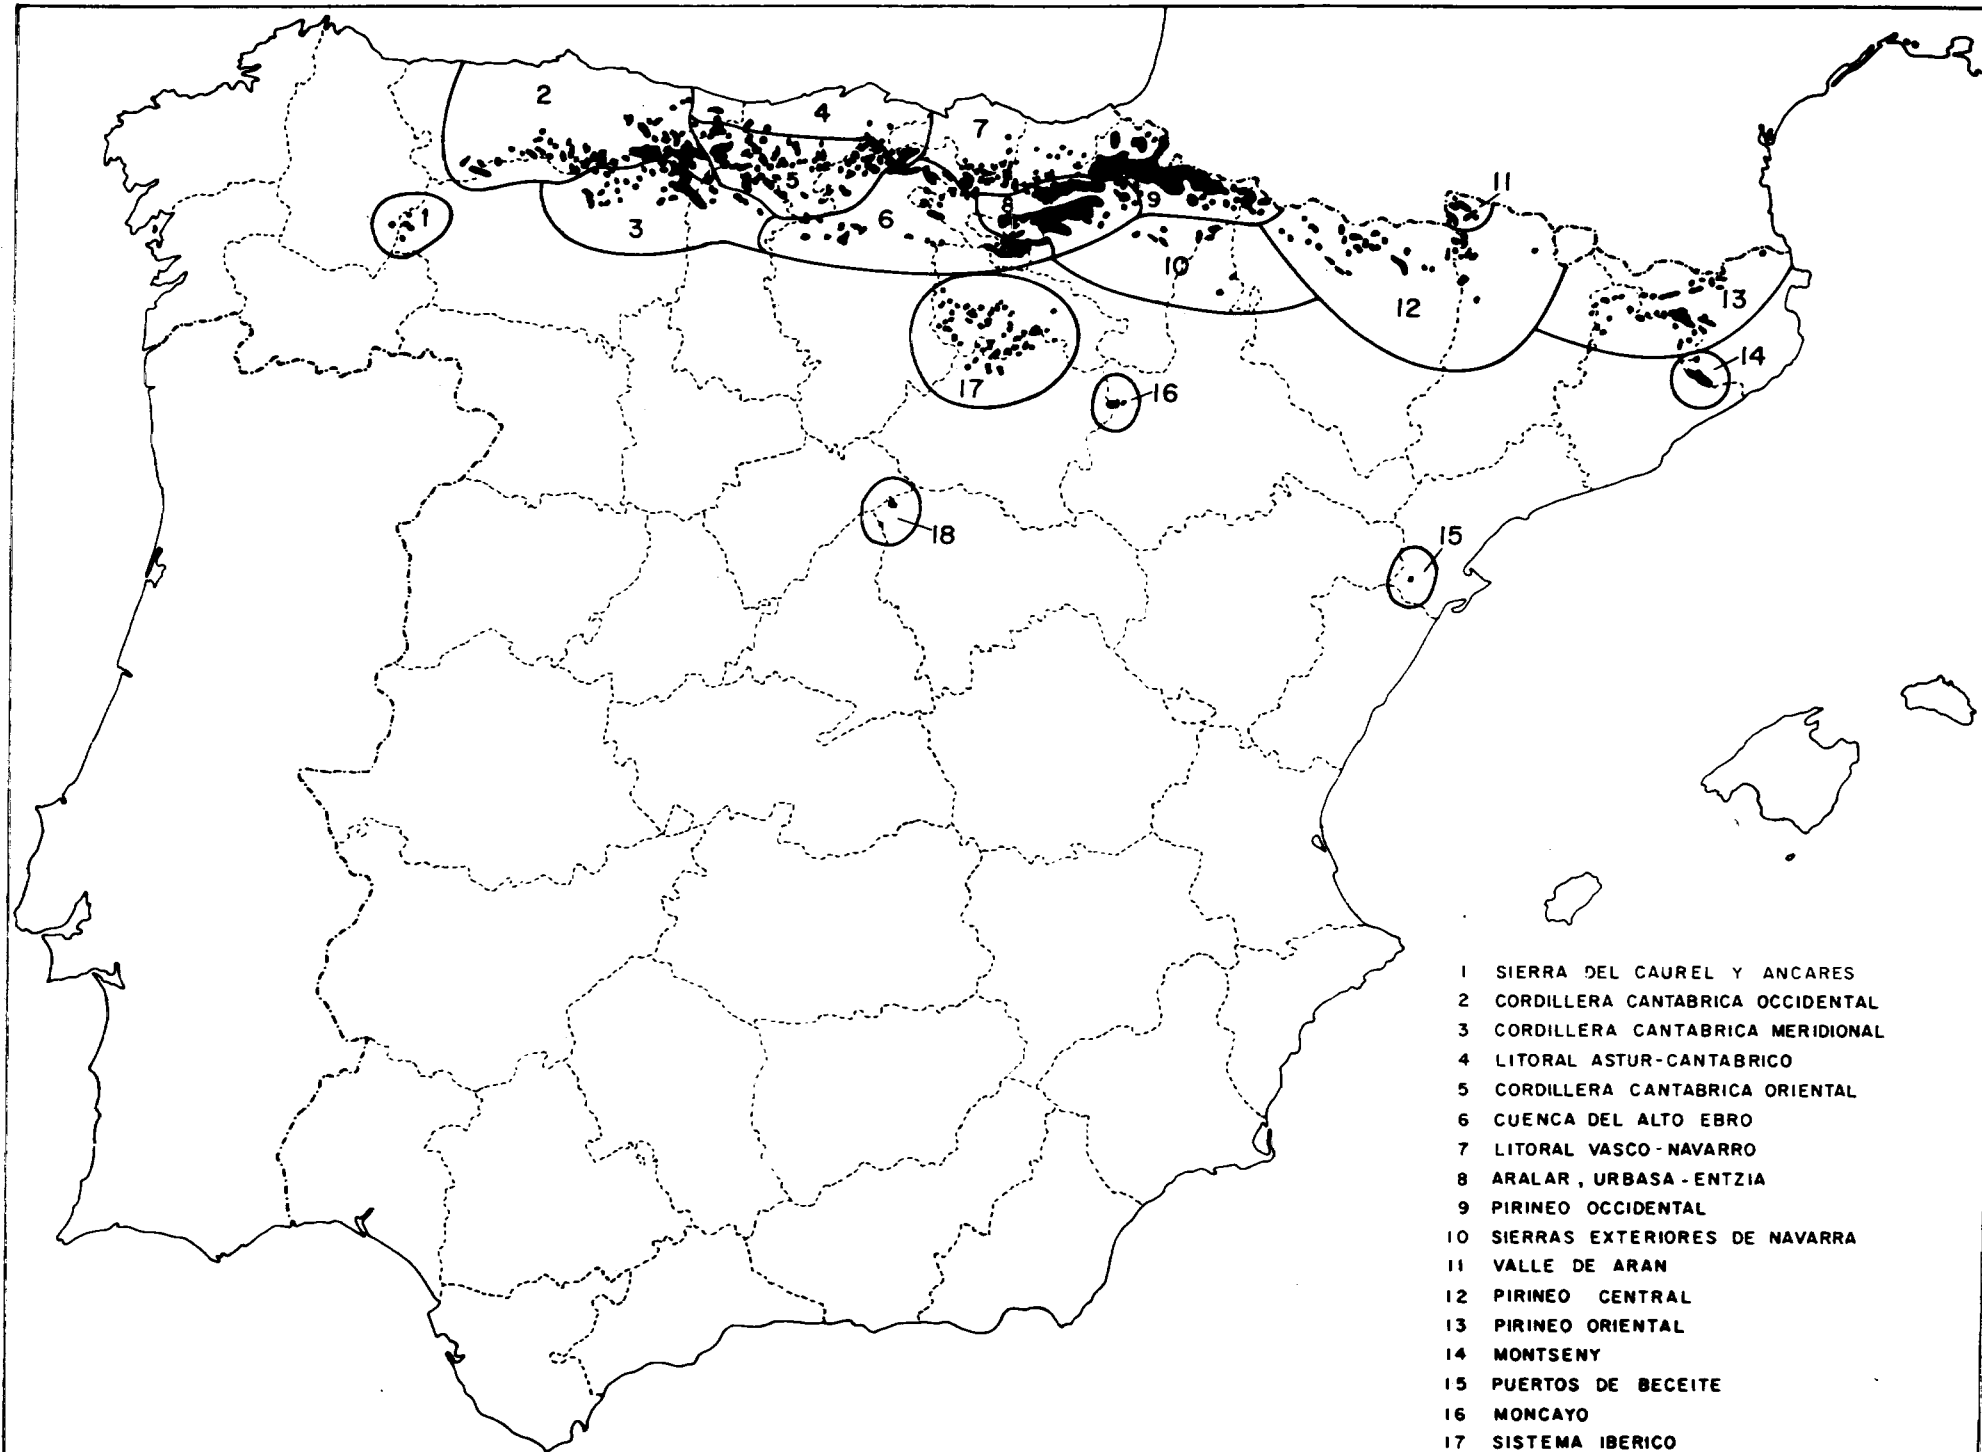 2
4
7
11
1
5
8
9
3
6
10
13
12
14
17
16
18
15
1 SIERRA DEL CAUREL Y ANCARES
2 CORDILLERA CANTABRICA OCCIDENTAL
3 CORDILLERA CANTABRICA MERIDIONAL
4 LITORAL ASTUR-CANTABRICO
5 CORDILLERA CANTABRICA ORIENTAL
6 CUENCA DEL ALTO EBRO
7 LITORAL VASCO-NAVARRO
8 ARALAR, URBASA-ENTZIA
9 PIRINEO OCCIDENTAL
10 SIERRAS EXTERIORES DE NAVARRA
11 VALLE DE ARAN
12 PIRINEO CENTRAL
13 PIRINEO ORIENTAL
14 MONTSENY
15 PUERTOS DE BECEITE
16 MONCAYO
17 SISTEMA IBERICO